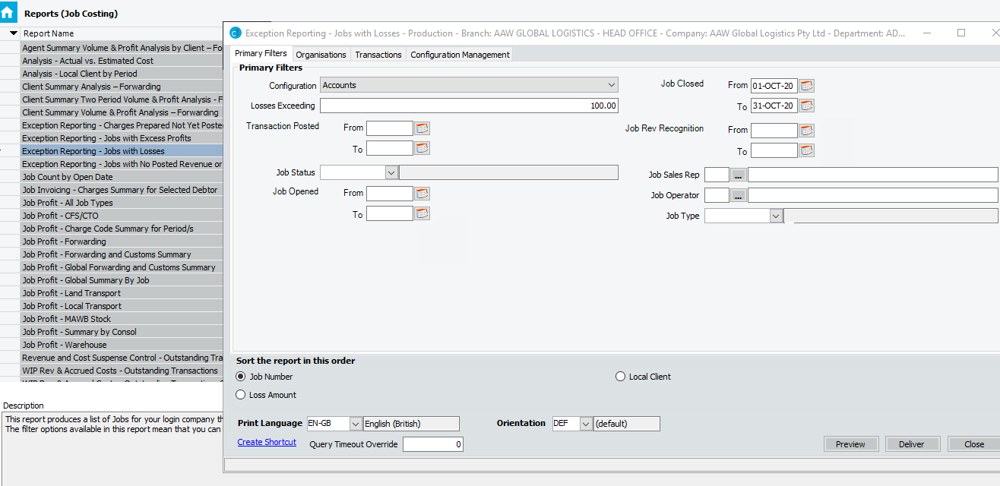 Reports (Job Costing)
Report Name
Agent Summary Volume & Profit Analysis by Client – Fo
Analysis - Actual vs. Estimated Cost
Analysis - Local Client by Period
Client Summary Analysis – Forwarding
Client Summary Two Period Volume & Profit Analysis - F
Client Summary Volume & Profit Analysis – Forwarding
Exception Reporting - Charges Prepared Not Yet Poste
Exception Reporting - Jobs with Excess Profits
Exception Reporting - Jobs with Losses
Exception Reporting - Jobs with No Posted Revenue or
Job Count by Open Date
Job Invoicing - Charges Summary for Selected Debtor
Job Profit - All Job Types
Job Profit - CFS/CTO
Job Profit - Charge Code Summary for Period/s
Job Profit - Forwarding
Job Profit - Forwarding and Customs Summary
Job Profit - Global Forwarding and Customs Summary
Job Profit - Global Summary By Job
Job Profit - Land Transport
Job Profit - Local Transport
Job Profit - MAWB Stock
Job Profit - Summary by Consol
Job Profit - Warehouse
Revenue and Cost Suspense Control - Outstanding Tra
WIP Rev & Accrued Costs - Outstanding Transactions
Description
This report produces a list of Jobs for your login company th
The filter options available in this report mean that you can
Exception Reporting - Jobs with Losses - Production - Branch: AAW GLOBAL LOGISTICS - HEAD OFFICE - Company: AAW Global Logistics Pty Ltd - Department: AD...
Primary Filters Organisations Transactions Configuration Management
Primary Filters
Configuration Accounts
Job Closed From 01-OCT-20
Losses Exceeding 100.00
To 31-OCT-20
Transaction Posted From
Job Rev Recognition From
To
To
Job Status
Job Sales Rep ...
Job Opened From
Job Operator ...
To
Job Type
Sort the report in this order
Job Number
Local Client
Loss Amount
Print Language EN-GB English (British) Orientation DEF (default)
Create Shortcut Query Timeout Override 0
Preview Deliver Close